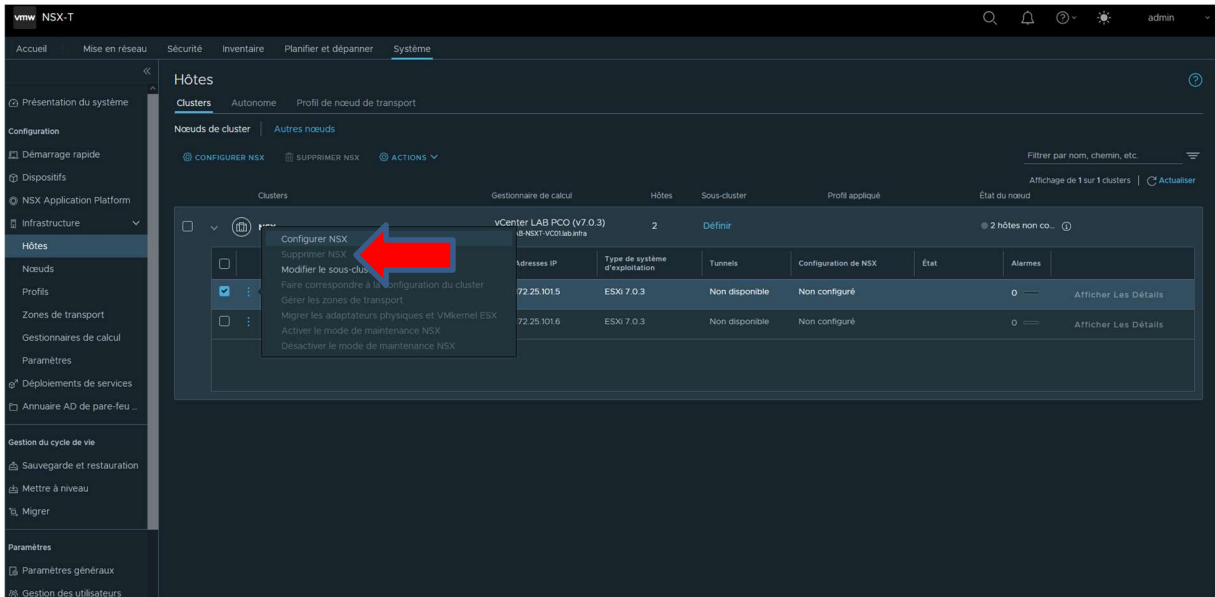 vmw NSX-T
admin
Accueil Mise en réseau Sécurité Inventaire Planifier et dépanner Système
Hôtes
Présentation du système
Clusters Autonome Profil de nœud de transport
Configuration
Nœuds de cluster Autres nœuds
Démarrage rapide
CONFIGURER NSX SUPPRIMER NSX ACTIONS
Filtrer par nom, chemin, etc.
Dispositifs
Affichage de 1 sur 1 clusters Actualiser
NSX Application Platform
Clusters Gestionnaire de calcul Hôtes Sous-cluster Profil appliqué État du nœud
Infrastructure
vCenter LAB PCO (v7.0.3) 2 Définir 2 hôtes non co...
Hôtes
Configurer NSX
Supprimer NSX
Modifier le
Faire correspondre à la configuration du cluster
Gérer les zones de transport
Migrer les adaptateurs physiques et VMkernel ESX
Activer le mode de maintenance NSX
Désactiver le mode de maintenance NSX
Adresses IP Type de système d'exploitation Tunnels Configuration de NSX État Alarmes
72.25.101.5 ESXi 7.0.3 Non disponible Non configuré 0 Afficher Les Détails
72.25.101.6 ESXi 7.0.3 Non disponible Non configuré 0 Afficher Les Détails
Nœuds
Profils
Zones de transport
Gestionnaires de calcul
Paramètres
Déploiements de services
Annuaire AD de pare-feu ...
Gestion du cycle de vie
Sauvegarde et restauration
Mettre à niveau
Migrer
Paramètres
Paramètres généraux
Gestion des utilisateurs